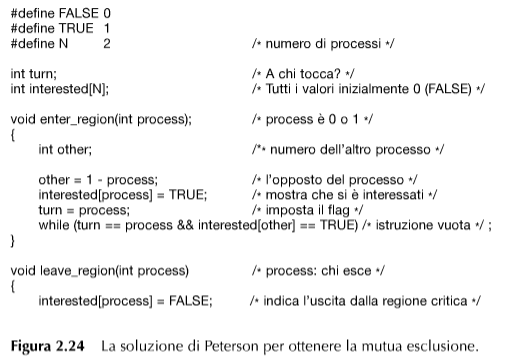 #define FALSE 0
#define TRUE 1
#define N 2 /* numero di processi */
int turn; /* A chi tocca? */
int interested[N]; /* Tutti i valori inizialmente 0 (FALSE) */
void enter_region(int process); /* process è 0 o 1 */
{
int other; /** numero dell'altro processo */
other = 1 - process; /* l'opposto del processo */
interested[process] = TRUE; /* mostra che si è interessati */
turn = process; /* imposta il flag */
while (turn == process && interested[other] == TRUE) /* istruzione vuota */ ;
}
void leave_region(int process) /* process: chi esce */
{
interested[process] = FALSE; /* indica l'uscita dalla regione critica */
}
Figura 2.24 La soluzione di Peterson per ottenere la mutua esclusione.